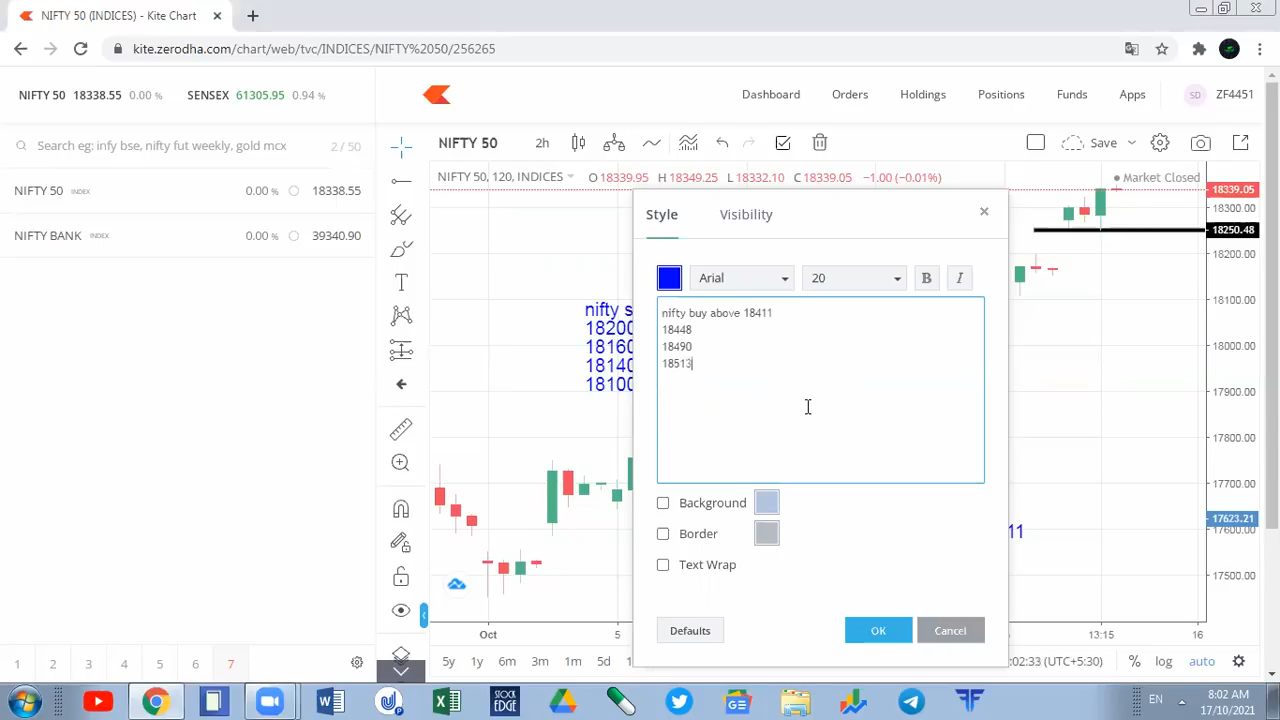 NIFTY 50 (INDICES) - Kite Chart
kite.zerodha.com/chart/web/tvc/INDICES/NIFTY%2050/256265
NIFTY 50 18338.55 0.00 % SENSEX 61305.95 0.94 %
Dashboard Orders Holdings Positions Funds Apps SD ZF4451
Search eg: infy bse, nifty fut weekly, gold mcx 2 / 50
NIFTY 50 INDEX 0.00 % 18338.55
NIFTY BANK INDEX 0.00 % 39340.90
NIFTY 50 2h Save
NIFTY 50, 120, INDICES O 18339.95 H 18349.25 L 18332.10 C 18339.05 −1.00 (−0.01%) Market Closed
18339.05
18300.00
18250.48
18200.00
18100.00
18000.00
17900.00
17800.00
17700.00
17623.21
17600.00
17500.00
nifty s
18200
18160
18140
18100
11
Style Visibility
Arial 20 B I
nifty buy above 18411
18448
18490
18513
Background
Border
Text Wrap
Defaults OK Cancel
Oct 5 13:15 16
1 2 3 4 5 6 7
5y 1y 6m 3m 1m 5d :02:33 (UTC+5:30) % log auto
STOCK EDGE
EN 8:02 AM
17/10/2021